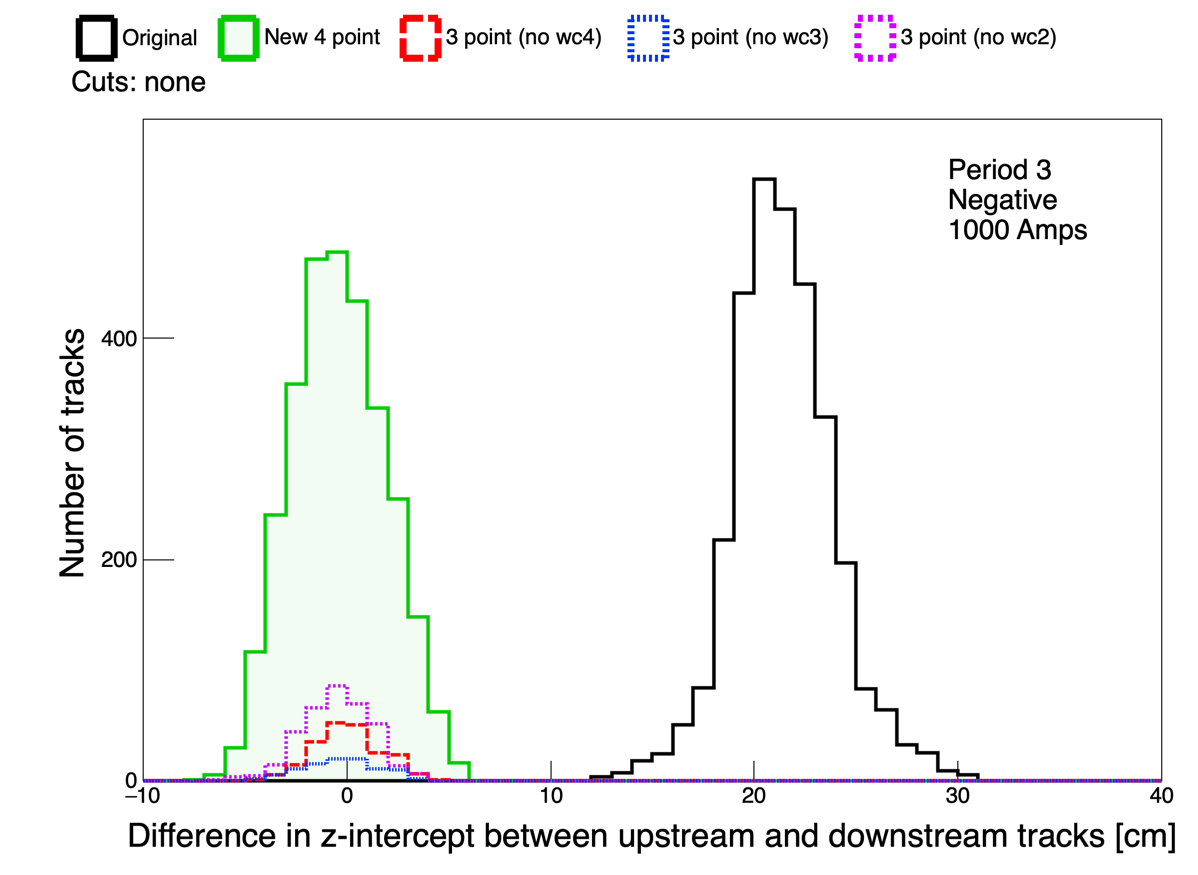 Original New 4 point 3 point (no wc4) 3 point (no wc3) 3 point (no wc2)
Cuts: none
Period 3
Negative
1000 Amps
Number of tracks
400
200
0
−10 0 10 20 30 40
Difference in z-intercept between upstream and downstream tracks [cm]